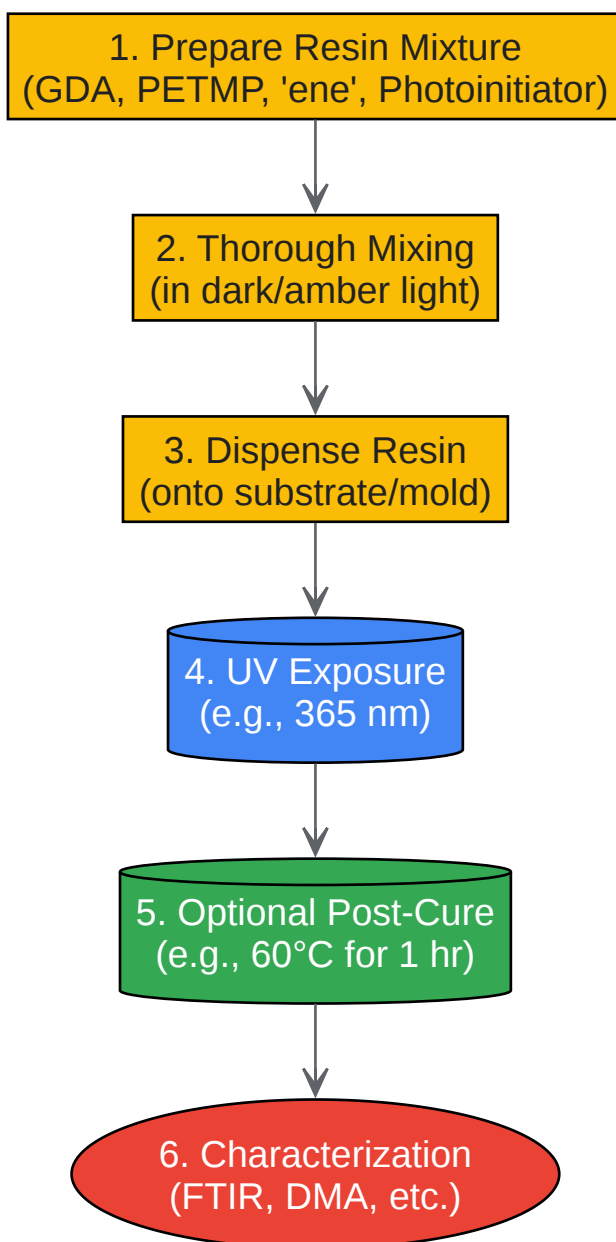 1. Prepare Resin Mixture
(GDA, PETMP, 'ene', Photoinitiator)
2. Thorough Mixing
(in dark/amber light)
3. Dispense Resin
(onto substrate/mold)
4. UV Exposure
(e.g., 365 nm)
5. Optional Post-Cure
(e.g., 60°C for 1 hr)
6. Characterization
(FTIR, DMA, etc.)